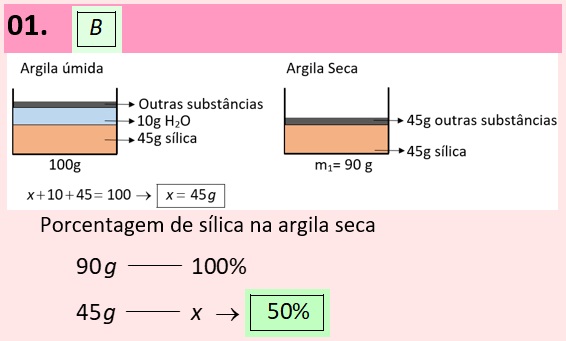 01. B
Argila úmida
Argila Seca
Outras substâncias
10g H₂O
45g sílica
100g
45g outras substâncias
45g sílica
m₁= 90 g
x+10+45= 100 → x= 45g
Porcentagem de sílica na argila seca
90g —— 100%
45g —— x → 50%